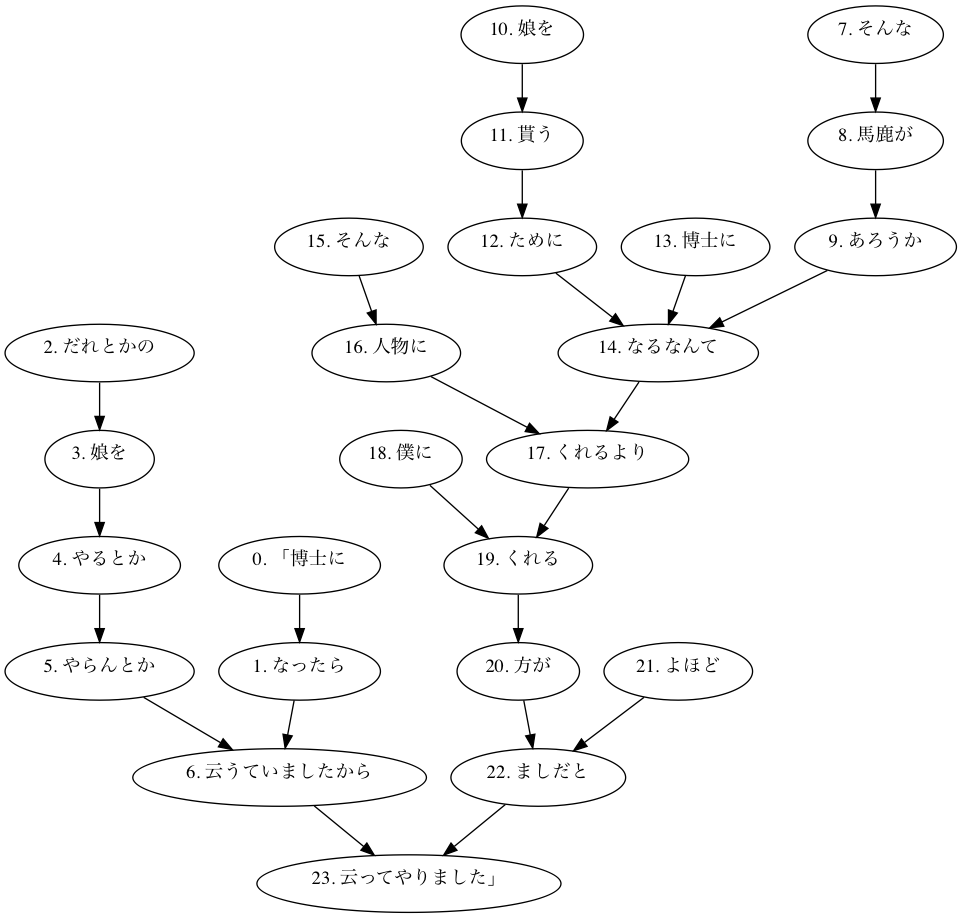 10. 娘を
7. そんな
11. 貰う
8. 馬鹿が
15. そんな
12. ために
13. 博士に
9. あろうか
2. だれとかの
16. 人物に
14. なるなんて
3. 娘を
18. 僕に
17. くれるより
4. やるとか
0. 「博士に
19. くれる
5. やらんとか
1. なったら
20. 方が
21. よほど
6. 云うていましたから
22. ましだと
23. 云ってやりました」